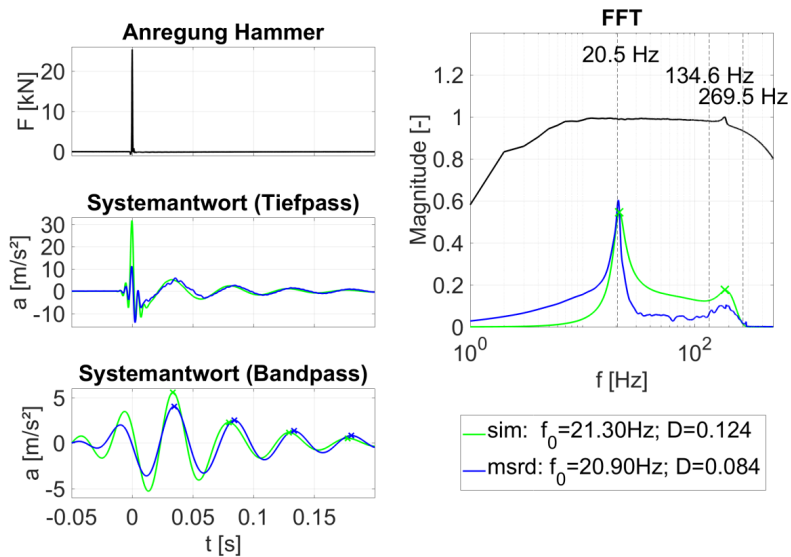 Anregung Hammer
F [kN]
20
10
0
Systemantwort (Tiefpass)
a [m/s²]
30
20
10
0
-10
Systemantwort (Bandpass)
a [m/s²]
5
0
-5
-0.05 0 0.05 0.1 0.15
t [s]
FFT
20.5 Hz
134.6 Hz
269.5 Hz
Magnitude [-]
1.2
1
0.8
0.6
0.4
0.2
0
10⁰ 10²
f [Hz]
sim: f₀=21.30Hz; D=0.124
msrd: f₀=20.90Hz; D=0.084